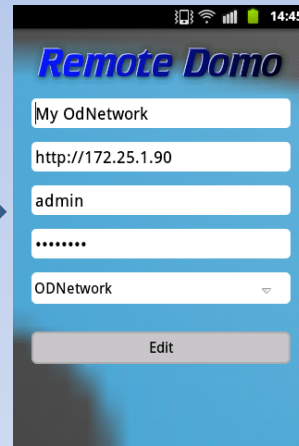 14:45
Remote Domo
My OdNetwork
http://172.25.1.90
admin
••••••••
ODNetwork
Edit